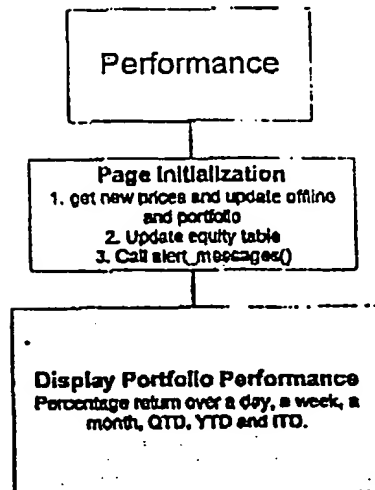 Performance
Page Initialization
1. get new prices and update offline
and portfolio
2. Update equity table
3. Call alert_messages()
Display Portfolio Performance
Percentage return over a day, a week, a
month, QTD, YTD and ITD.